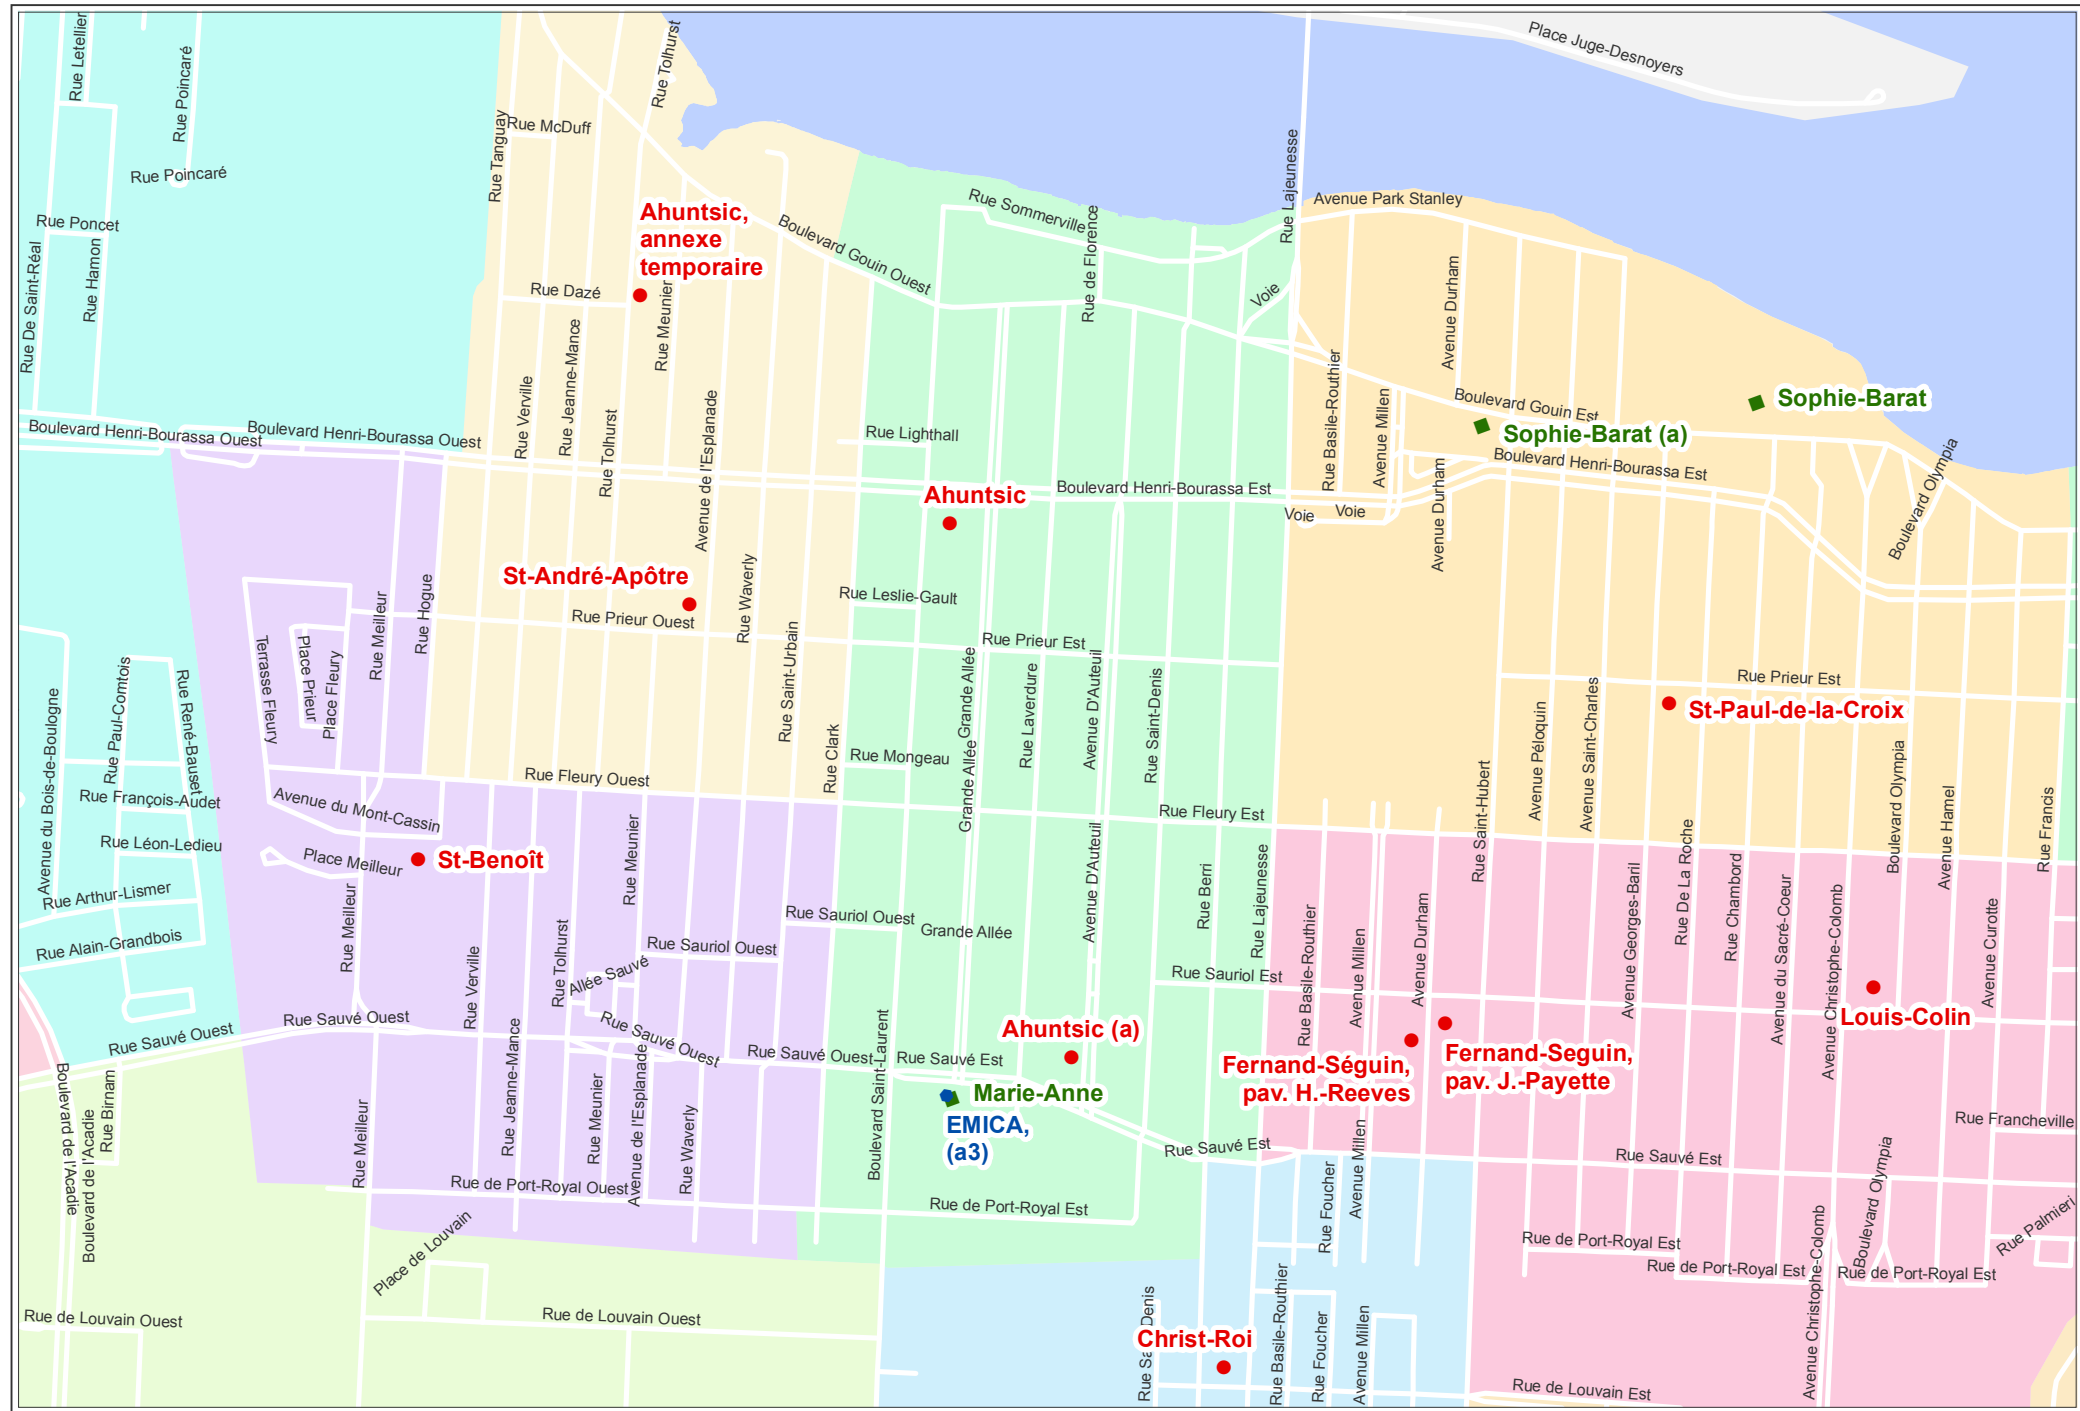 Rue Letellier
Rue Poincaré
Rue Poincaré
Rue Poncet
Rue Hamon
Rue De Saint-Réal
Rue Tanguay
Rue McDuff
Rue Tolhurst
Place Juge-Desnoyers
Ahuntsic,
annexe
temporaire
Rue Dazé
Rue Meunier
Boulevard Gouin Ouest
Rue Sommerville
Rue de Florence
Rue Lajeunesse
Voie
Avenue Park Stanley
Avenue Durham
Rue Basile-Routhier
Avenue Millen
Boulevard Gouin Est
Sophie-Barat
Sophie-Barat (a)
Boulevard Henri-Bourassa Est
Boulevard Olympia
Boulevard Henri-Bourassa Ouest
Boulevard Henri-Bourassa Ouest
Rue Verville
Rue Jeanne-Mance
Rue Tolhurst
Avenue de l'Esplanade
Rue Lighthall
Ahuntsic
Boulevard Henri-Bourassa Est
Voie
Voie
Avenue Durham
St-André-Apôtre
Rue Prieur Ouest
Rue Waverly
Rue Saint-Urbain
Rue Leslie-Gault
Rue Prieur Est
Rue Hogue
Rue Meilleur
Terrasse Fleury
Place Prieur
Place Fleury
Rue Clark
Rue Mongeau
Grande Allée
Grande Allée
Rue Laverdure
Avenue D'Auteuil
Rue Saint-Denis
Rue Prieur Est
St-Paul-de-la-Croix
Avenue Péloquin
Avenue Saint-Charles
Rue Saint-Hubert
Boulevard Olympia
Avenue Hamel
Rue Francis
Avenue du Bois-de-Boulogne
Rue Paul-Comtois
Rue René-Bauset
Rue François-Audet
Rue Léon-Ledieu
Rue Arthur-Lismer
Rue Alain-Grandbois
Rue Fleury Ouest
Avenue du Mont-Cassin
Place Meilleur
St-Benoît
Rue Meilleur
Rue Meunier
Rue Fleury Est
Avenue D'Auteuil
Rue Berri
Rue Lajeunesse
Rue Verville
Rue Tolhurst
Allée Sauvé
Rue Sauriol Ouest
Rue Sauriol Ouest
Grande Allée
Rue Sauriol Est
Rue Basile-Routhier
Avenue Millen
Avenue Durham
Avenue Georges-Baril
Rue De La Roche
Rue Chambord
Avenue du Sacré-Coeur
Avenue Christophe-Colomb
Avenue Curotte
Louis-Colin
Rue Sauvé Ouest
Rue Sauvé Ouest
Rue Sauvé Ouest
Rue Sauvé Ouest
Rue Sauvé Est
Ahuntsic (a)
Fernand-Séguin,
pav. H.-Reeves
Fernand-Seguin,
pav. J.-Payette
Marie-Anne
EMICA,
(a3)
Boulevard de l'Acadie
Boulevard de l'Acadie
Rue Birnam
Rue Meilleur
Rue Jeanne-Mance
Rue Meunier
Avenue de l'Esplanade
Rue Waverly
Boulevard Saint-Laurent
Rue Sauvé Est
Rue Sauvé Est
Rue Francheville
Rue de Port-Royal Ouest
Rue de Port-Royal Est
Rue Foucher
Avenue Millen
Rue de Port-Royal Est
Rue de Port-Royal Est
Rue de Port-Royal Est
Boulevard Olympia
Rue Palmieri
Place de Louvain
Rue de Louvain Ouest
Rue de Louvain Ouest
Christ-Roi
Rue Basile-Routhier
Rue Foucher
Avenue Millen
Rue de Louvain Est
Avenue Christophe-Colomb